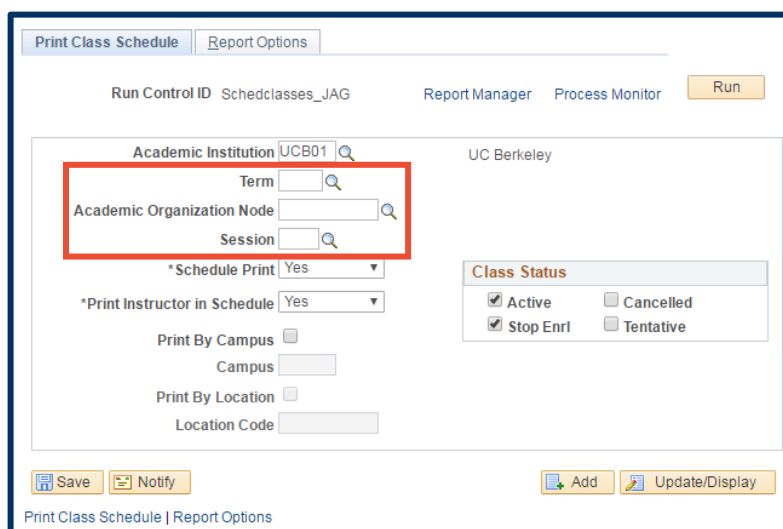 Print Class Schedule Report Options
Run Control ID Schedclasses_JAG Report Manager Process Monitor Run
Academic Institution UCB01 UC Berkeley
Term
Academic Organization Node
Session
*Schedule Print Yes
Class Status
*Print Instructor in Schedule Yes
Active Cancelled
Stop Enrl Tentative
Print By Campus
Campus
Print By Location
Location Code
Save Notify Add Update/Display
Print Class Schedule | Report Options